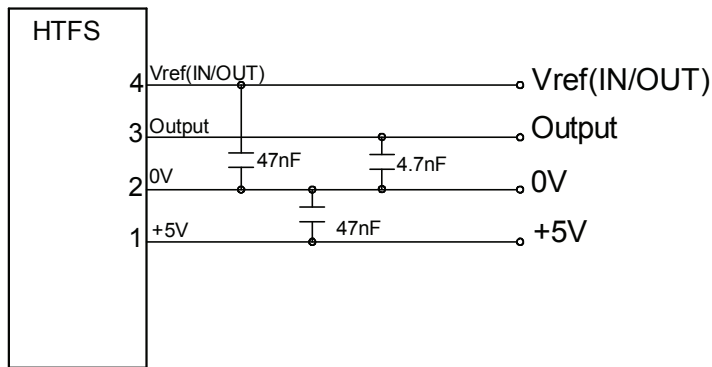 HTFS
4 Vref(IN/OUT) Vref(IN/OUT)
3 Output Output
47nF 4.7nF
2 0V 0V
47nF
1 +5V +5V